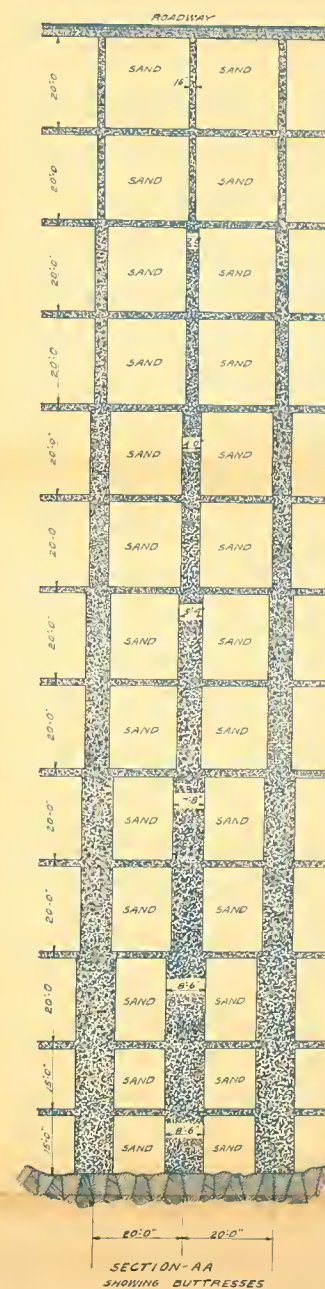 ROADWAY
20'-0 SAND SAND
16"
20'-0 SAND SAND
20'-0" SAND SAND
20'-0 SAND SAND
20'-0" SAND SAND
20'-0 SAND SAND
20'-0" SAND SAND
20'-0" SAND SAND
20'-0" SAND SAND
7'-8"
20'-0" SAND SAND
20'-0 SAND SAND
8'-6"
15'-0" SAND SAND
15'-0" SAND SAND
8'-6"
20'-0" 20'-0"
SECTION-AA
SHOWING BUTTRESSES